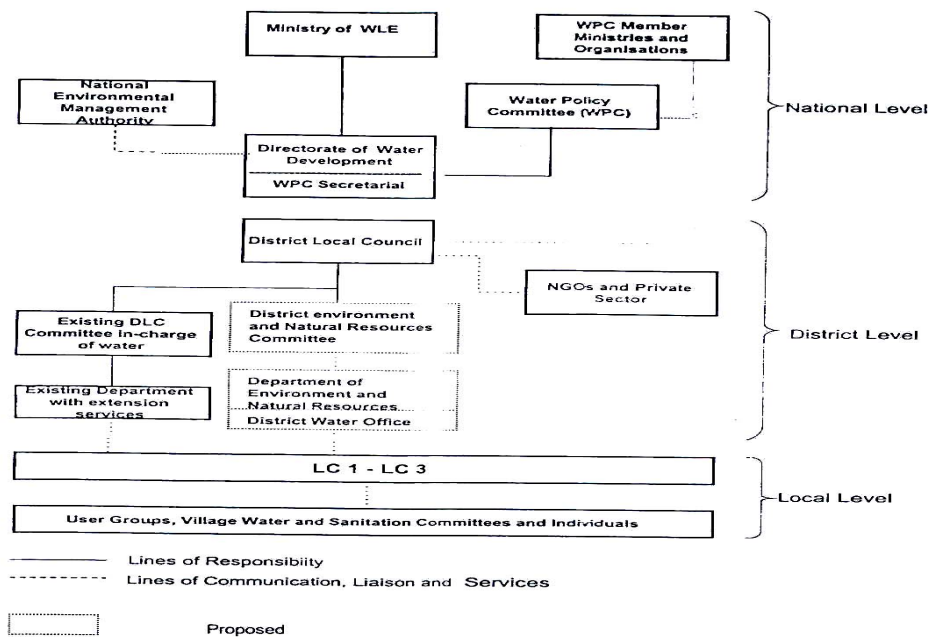 Ministry of WLE
WPC Member
Ministries and
Organisations
National
Environmental
Management
Authority
Water Policy
Committee (WPC)
National Level
Directorate of Water
Development
WPC Secretarial
District Local Council
NGOs and Private
Sector
Existing DLC
Committee in-charge
of water
District environment
and Natural Resources
Committee
District Level
Existing Department
with extension
services
Department of
Environment and
Natural Resources
District Water Office
LC 1 - LC 3
Local Level
User Groups, Village Water and Sanitation Committees and Individuals
Lines of Responsibiity
Lines of Communication, Liaison and Services
Proposed